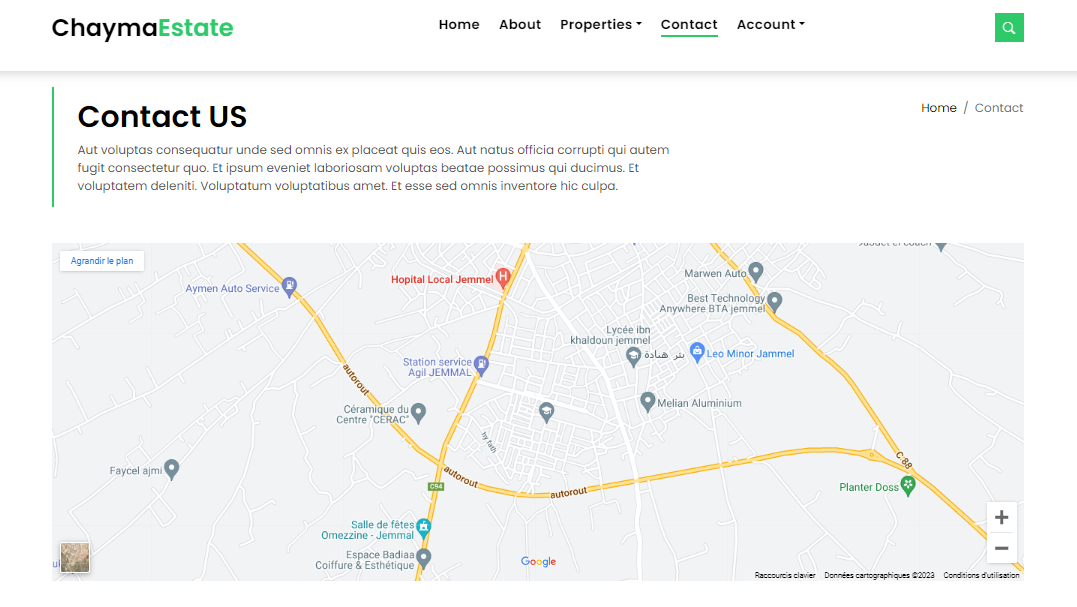 ChaymaEstate
Home About Properties Contact Account
Contact US
Home / Contact
Aut voluptas consequatur unde sed omnis ex placeat quis eos. Aut natus officia corrupti qui autem
fugit consectetur quo. Et ipsum eveniet laboriosam voluptas beatae possimus qui ducimus. Et
voluptatem deleniti. Voluptatum voluptatibus amet. Et esse sed omnis inventore hic culpa.
Agrandir le plan
Aymen Auto Service
Hopital Local Jemmel
H
Marwen Auto
Best Technology
Anywhere BTA jemmel
Lycée ibn
khaldoun jemmel
بئر هبادة
Leo Minor Jammel
Station service
Agil JEMMAL
autorout
Melian Aluminium
Céramique du
Centre "CERAC"
ny fath
Faycel ajmi
autorout
C94
autorout
C 88
Planter Doss
Salle de fêtes
Omezzine - Jemmal
Espace Badiaa
Coiffure & Esthétique
+
−
Google
Raccourcis clavier Données cartographiques ©2023 Conditions d'utilisation